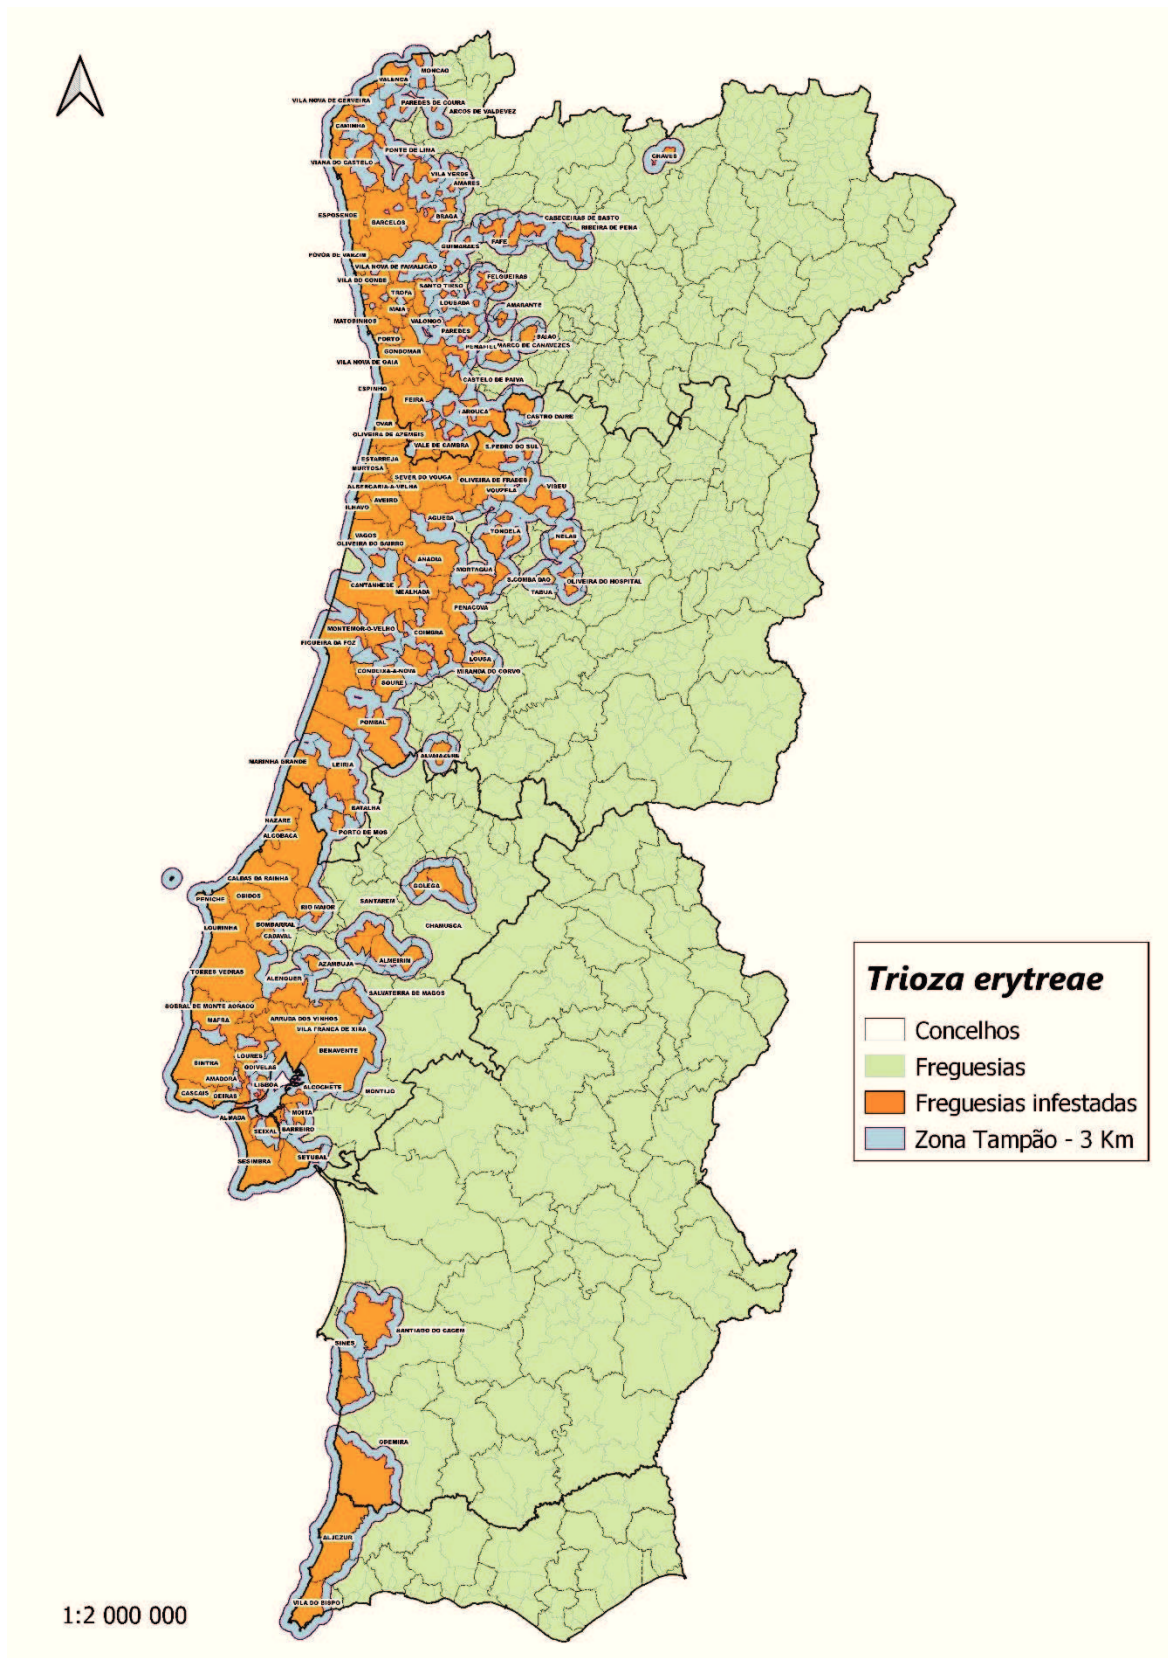 MONCAO
VALENCA
VILA NOVA DE CERVEIRA
PAREDES DE COURA
ARCOS DE VALDEVEZ
CAMINHA
PONTE DE LIMA
CHAVES
VIANA DO CASTELO
VILA VERDE
AMARES
ESPOSENDE
BRAGA
CABECEIRAS DE BASTO
BARCELOS
RIBEIRA DE PENA
FAFE
GUIMARAES
POVOA DE VARZIM
VILA NOVA DE FAMALICAO
FELGUEIRAS
VILA DO CONDE
SANTO TIRSO
TROFA
LOUSADA
AMARANTE
MAIA
MATOSINHOS
VALONGO
PAREDES
BAIAO
PORTO
PENAFIEL
MARCO DE CANAVEZES
GONDOMAR
VILA NOVA DE GAIA
CASTELO DE PAIVA
ESPINHO
FEIRA
AROUCA
CASTRO DAIRE
OVAR
OLIVEIRA DE AZEMEIS
VALE DE CAMBRA
S.PEDRO DO SUL
ESTARREJA
MURTOSA
SEVER DO VOUGA
OLIVEIRA DE FRADES
ALBERGARIA-A-VELHA
VOUZELA
VISEU
AVEIRO
ILHAVO
AGUEDA
TONDELA
VAGOS
NELAS
OLIVEIRA DO BAIRRO
ANADIA
MORTAGUA
CANTANHEDE
S.COMBA DAO
OLIVEIRA DO HOSPITAL
MEALHADA
TABUA
PENACOVA
MONTEMOR-O-VELHO
COIMBRA
FIGUEIRA DA FOZ
LOUSA
CONDEIXA-A-NOVA
MIRANDA DO CORVO
SOURE
POMBAL
ALVAIAZERE
MARINHA GRANDE
LEIRIA
BATALHA
NAZARE
PORTO DE MOS
ALCOBACA
CALDAS DA RAINHA
GOLEGA
PENICHE
OBIDOS
SANTAREM
RIO MAIOR
LOURINHA
BOMBARRAL
CHAMUSCA
CADAVAL
AZAMBUJA
ALMEIRIM
TORRES VEDRAS
ALENQUER
SALVATERRA DE MAGOS
SOBRAL DE MONTE AGRACO
MAFRA
ARRUDA DOS VINHOS
VILA FRANCA DE XIRA
BENAVENTE
LOURES
SINTRA
ODIVELAS
AMADORA
LISBOA
ALCOCHETE
CASCAIS
OEIRAS
MONTIJO
ALMADA
MOITA
SEIXAL
BARREIRO
SESIMBRA
SETUBAL
SANTIAGO DO CACEM
SINES
ODEMIRA
ALJEZUR
VILA DO BISPO
Trioza erytreae
Concelhos
Freguesias
Freguesias infestadas
Zona Tampão - 3 Km
1:2 000 000